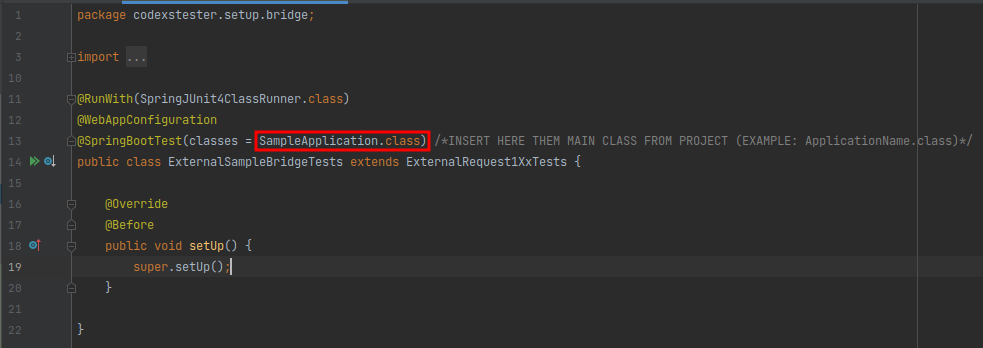 1 package codexstester.setup.bridge;
2
3 import ...
10
11 @RunWith(SpringJUnit4ClassRunner.class)
12 @WebAppConfiguration
13 @SpringBootTest(classes = SampleApplication.class) /*INSERT HERE THEM MAIN CLASS FROM PROJECT (EXAMPLE: ApplicationName.class)*/
14 public class ExternalSampleBridgeTests extends ExternalRequest1XxTests {
15
16 @Override
17 @Before
18 public void setUp() {
19 super.setUp();
20 }
21
22 }